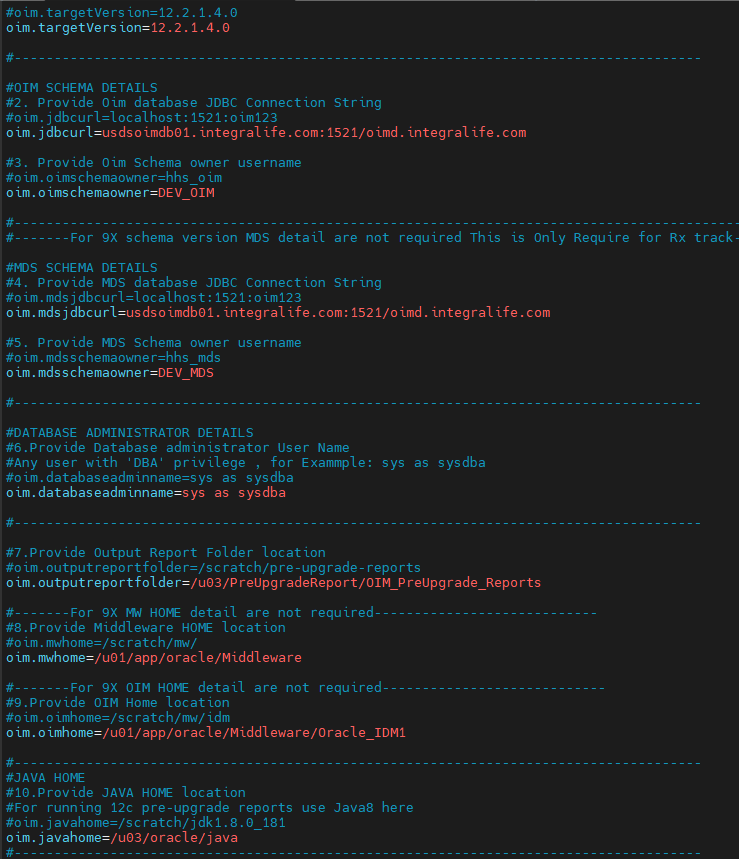 #oim.targetVersion=12.2.1.4.0
oim.targetVersion=12.2.1.4.0
#--------------------------------------------------------------------------------------
#OIM SCHEMA DETAILS
#2. Provide Oim database JDBC Connection String
#oim.jdbcurl=localhost:1521:oim123
oim.jdbcurl=usdsoimdb01.integralife.com:1521/oimd.integralife.com
#3. Provide Oim Schema owner username
#oim.oimschemaowner=hhs_oim
oim.oimschemaowner=DEV_OIM
#-------------------------------------------------------------------------------------------
#-------For 9X schema version MDS detail are not required This is Only Require for Rx track-
#MDS SCHEMA DETAILS
#4. Provide MDS database JDBC Connection String
#oim.mdsjdbcurl=localhost:1521:oim123
oim.mdsjdbcurl=usdsoimdb01.integralife.com:1521/oimd.integralife.com
#5. Provide MDS Schema owner username
#oim.mdsschemaowner=hhs_mds
oim.mdsschemaowner=DEV_MDS
#--------------------------------------------------------------------------------------
#DATABASE ADMINISTRATOR DETAILS
#6.Provide Database administrator User Name
#Any user with 'DBA' privilege , for Exammple: sys as sysdba
#oim.databaseadminname=sys as sysdba
oim.databaseadminname=sys as sysdba
#--------------------------------------------------------------------------------------
#7.Provide Output Report Folder location
#oim.outputreportfolder=/scratch/pre-upgrade-reports
oim.outputreportfolder=/u03/PreUpgradeReport/OIM_PreUpgrade_Reports
#-------For 9X MW HOME detail are not required----------------------------
#8.Provide Middleware HOME location
#oim.mwhome=/scratch/mw/
oim.mwhome=/u01/app/oracle/Middleware
#-------For 9X OIM HOME detail are not required----------------------------
#9.Provide OIM Home location
#oim.oimhome=/scratch/mw/idm
oim.oimhome=/u01/app/oracle/Middleware/Oracle_IDM1
#--------------------------------------------------------------------------------------
#JAVA HOME
#10.Provide JAVA HOME location
#For running 12c pre-upgrade reports use Java8 here
#oim.javahome=/scratch/jdk1.8.0_181
oim.javahome=/u03/oracle/java
#--------------------------------------------------------------------------------------